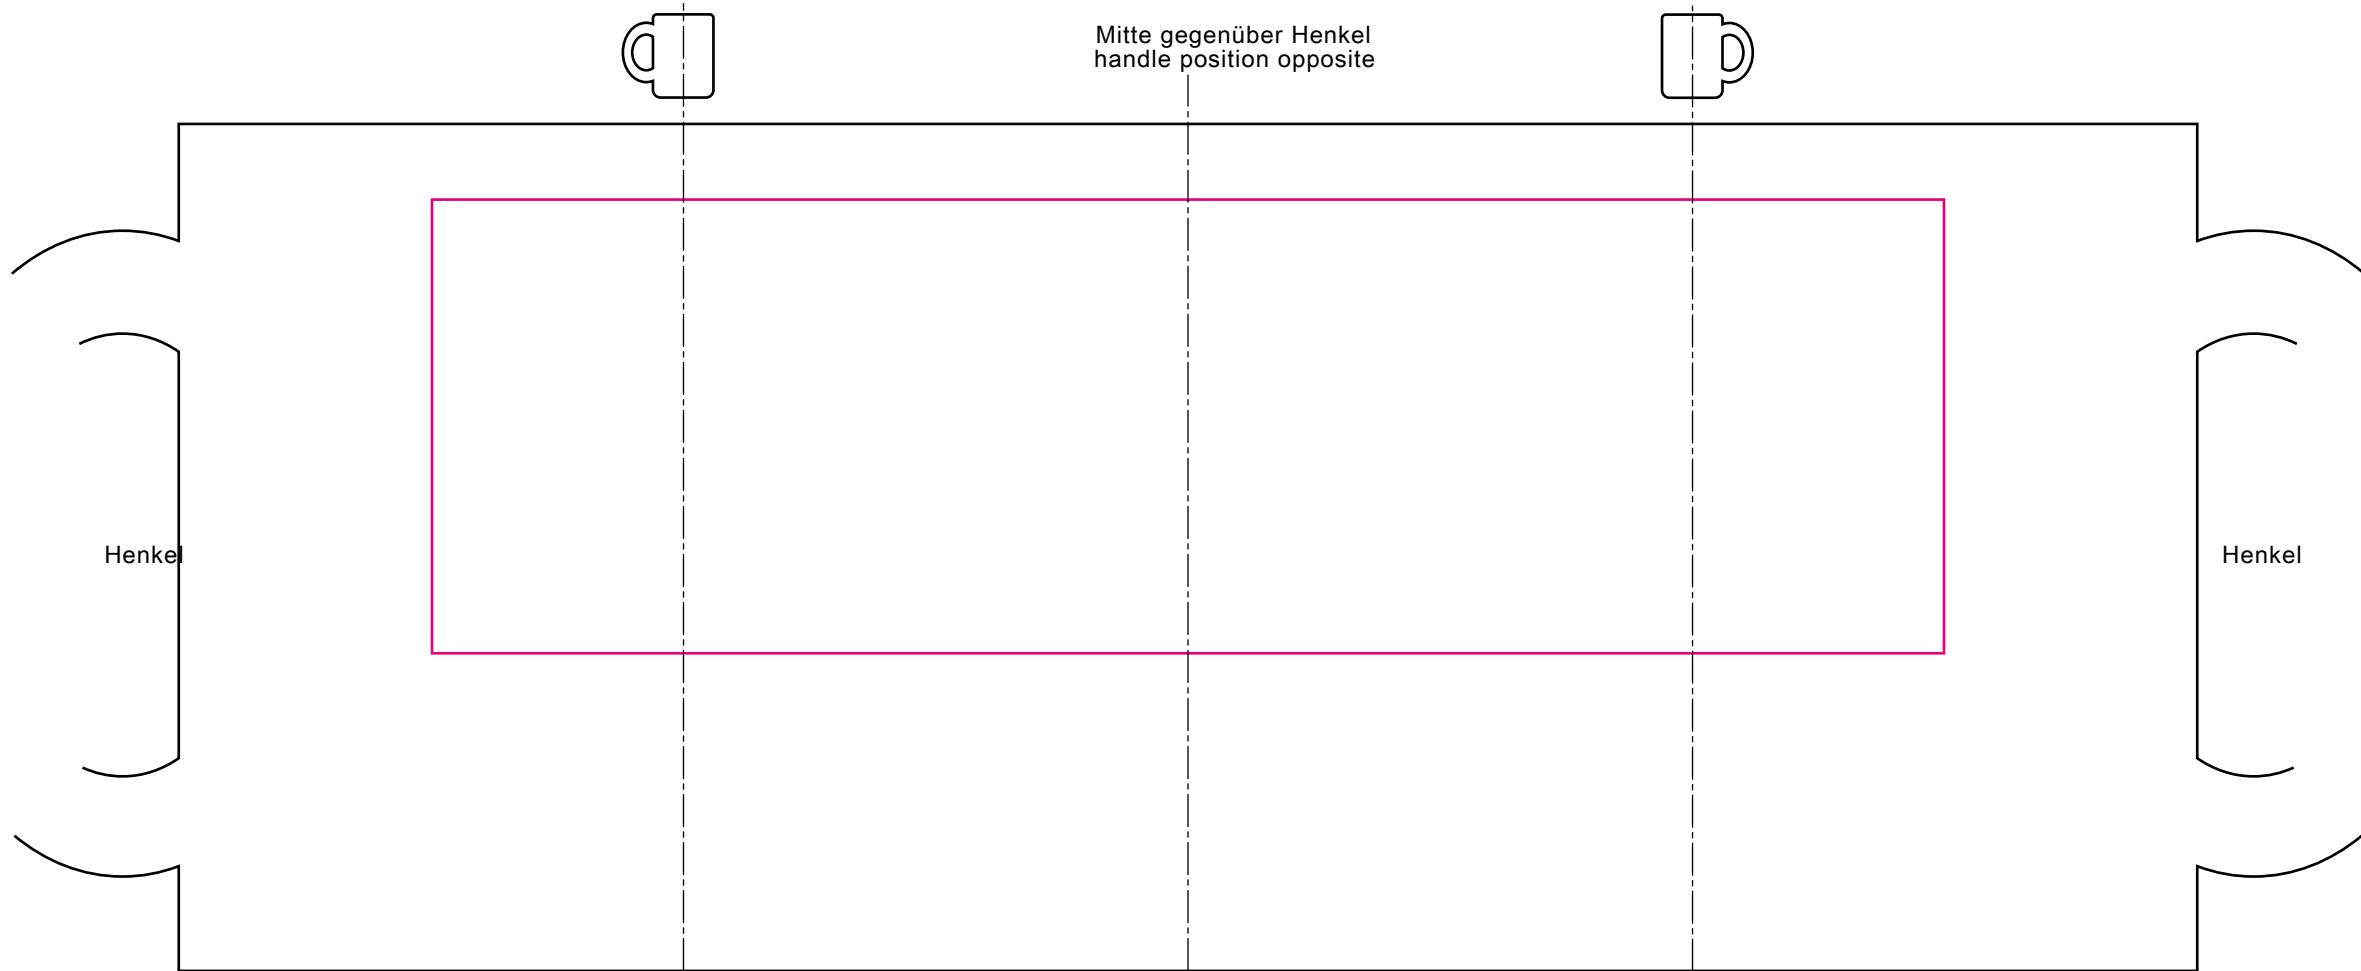 Mitte gegenüber Henkel
handle position opposite
Henkel
Henkel